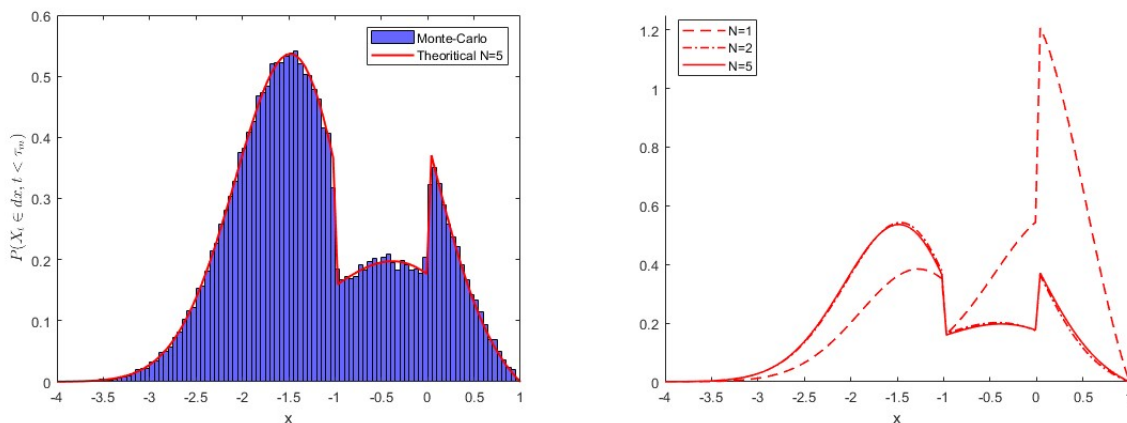 0.6
0.5
0.4
0.3
0.2
0.1
0
P(X_t ∈ dx, t < τ_m)
Monte-Carlo
Theoritical N=5
-4 -3.5 -3 -2.5 -2 -1.5 -1 -0.5 0 0.5 1
x
1.2
1
0.8
0.6
0.4
0.2
0
N=1
N=2
N=5
-4 -3.5 -3 -2.5 -2 -1.5 -1 -0.5 0 0.5 1
x